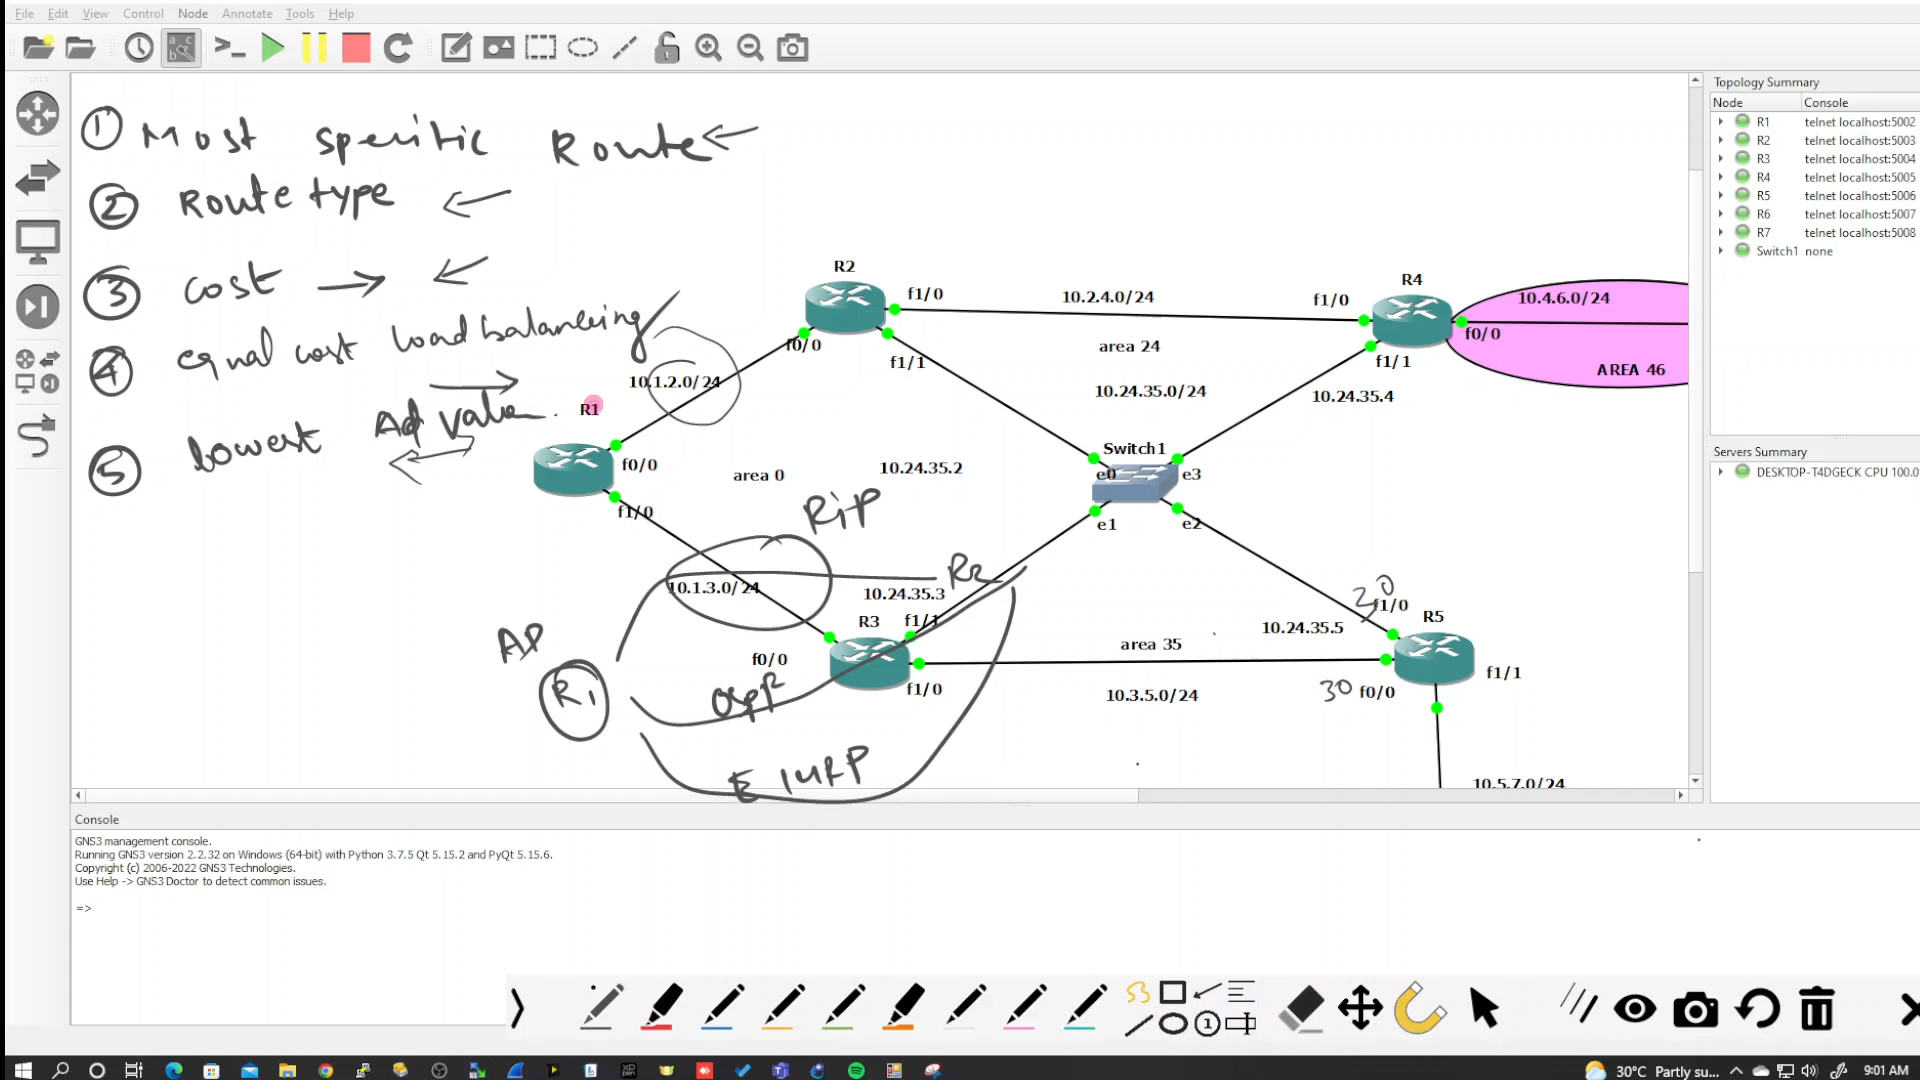 File Edit View Control Node Annotate Tools Help
① Most specific Route
② Route type
③ cost
④ equal cost load balancing
⑤ lowest Ad value
R1
R2
R3
R4
R5
Switch1
f0/0
f1/0
f1/1
f0/0
10.1.2.0/24
10.2.4.0/24
area 24
10.24.35.0/24
f1/0
f0/0
f1/1
10.24.35.4
10.4.6.0/24
AREA 46
f0/0
f1/0
area 0
10.24.35.2
e0
e1
e2
e3
RIP
R2
10.1.3.0/24
10.24.35.3
f1/1
f0/0
f1/0
area 35
10.3.5.0/24
10.24.35.5
f1/0
f0/0
f1/1
30
10.5.7.0/24
AD
R1
OSPF
EIGRP
Topology Summary
Node Console
R1 telnet localhost:5002
R2 telnet localhost:5003
R3 telnet localhost:5004
R4 telnet localhost:5005
R5 telnet localhost:5006
R6 telnet localhost:5007
R7 telnet localhost:5008
Switch1 none
Servers Summary
DESKTOP-T4DGECK CPU 100.0
Console
GNS3 management console.
Running GNS3 version 2.2.32 on Windows (64-bit) with Python 3.7.5 Qt 5.15.2 and PyQt 5.15.6.
Copyright (c) 2006-2022 GNS3 Technologies.
Use Help -> GNS3 Doctor to detect common issues.
=>
30°C Partly su... 9:01 AM